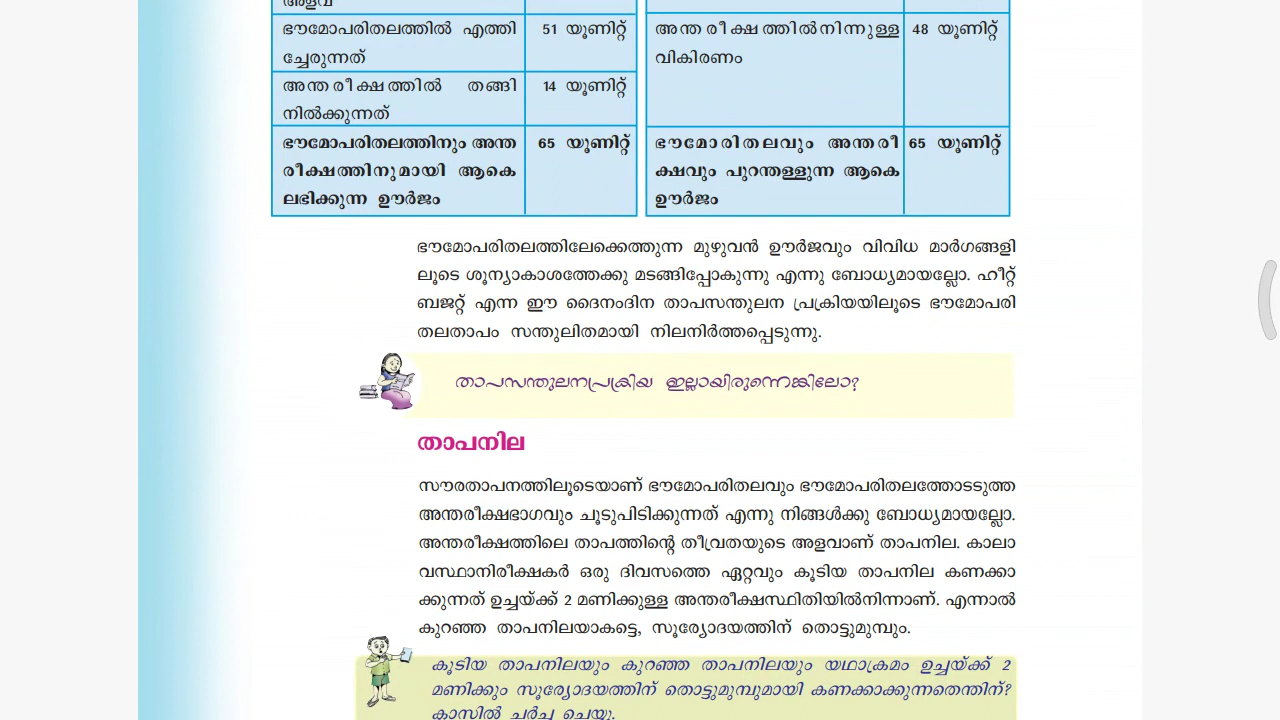 അളവ്
ഭൗമോപരിതലത്തിൽ എത്തി
ച്ചേരുന്നത്
51 യൂണിറ്റ്
അന്തരീക്ഷത്തിൽ തങ്ങി
നിൽക്കുന്നത്
14 യൂണിറ്റ്
ഭൗമോപരിതലത്തിനും അന്ത
രീക്ഷത്തിനുമായി ആകെ
ലഭിക്കുന്ന ഊർജം
65 യൂണിറ്റ്
അന്തരീക്ഷത്തിൽനിന്നുള്ള
വികിരണം
48 യൂണിറ്റ്
ഭൗമോരിതലവും അന്തരീ
ക്ഷവും പുറന്തള്ളുന്ന ആകെ
ഊർജം
65 യൂണിറ്റ്
ഭൗമോപരിതലത്തിലേക്കെത്തുന്ന മുഴുവൻ ഊർജവും വിവിധ മാർഗങ്ങളി
ലൂടെ ശൂന്യാകാശത്തേക്കു മടങ്ങിപ്പോകുന്നു എന്നു ബോധ്യമായല്ലോ. ഹീറ്റ്
ബജറ്റ് എന്ന ഈ ദൈനംദിന താപസന്തുലന പ്രക്രിയയിലൂടെ ഭൗമോപരി
തലതാപം സന്തുലിതമായി നിലനിർത്തപ്പെടുന്നു.
താപസന്തുലനപ്രക്രിയ ഇല്ലായിരുന്നെങ്കിലോ?
താപനില
സൗരതാപനത്തിലൂടെയാണ് ഭൗമോപരിതലവും ഭൗമോപരിതലത്തോടടുത്ത
അന്തരീക്ഷഭാഗവും ചൂടുപിടിക്കുന്നത് എന്നു നിങ്ങൾക്കു ബോധ്യമായല്ലോ.
അന്തരീക്ഷത്തിലെ താപത്തിന്റെ തീവ്രതയുടെ അളവാണ് താപനില. കാലാ
വസ്ഥാനിരീക്ഷകർ ഒരു ദിവസത്തെ ഏറ്റവും കൂടിയ താപനില കണക്കാ
ക്കുന്നത് ഉച്ചയ്ക്ക് 2 മണിക്കുള്ള അന്തരീക്ഷസ്ഥിതിയിൽനിന്നാണ്. എന്നാൽ
കുറഞ്ഞ താപനിലയാകട്ടെ, സൂര്യോദയത്തിന് തൊട്ടുമുമ്പും.
കൂടിയ താപനിലയും കുറഞ്ഞ താപനിലയും യഥാക്രമം ഉച്ചയ്ക്ക് 2
മണിക്കും സൂര്യോദയത്തിന് തൊട്ടുമുമ്പുമായി കണക്കാക്കുന്നതെന്തിന്?
ക്ലാസിൽ ചർച്ച ചെയ്യൂ.